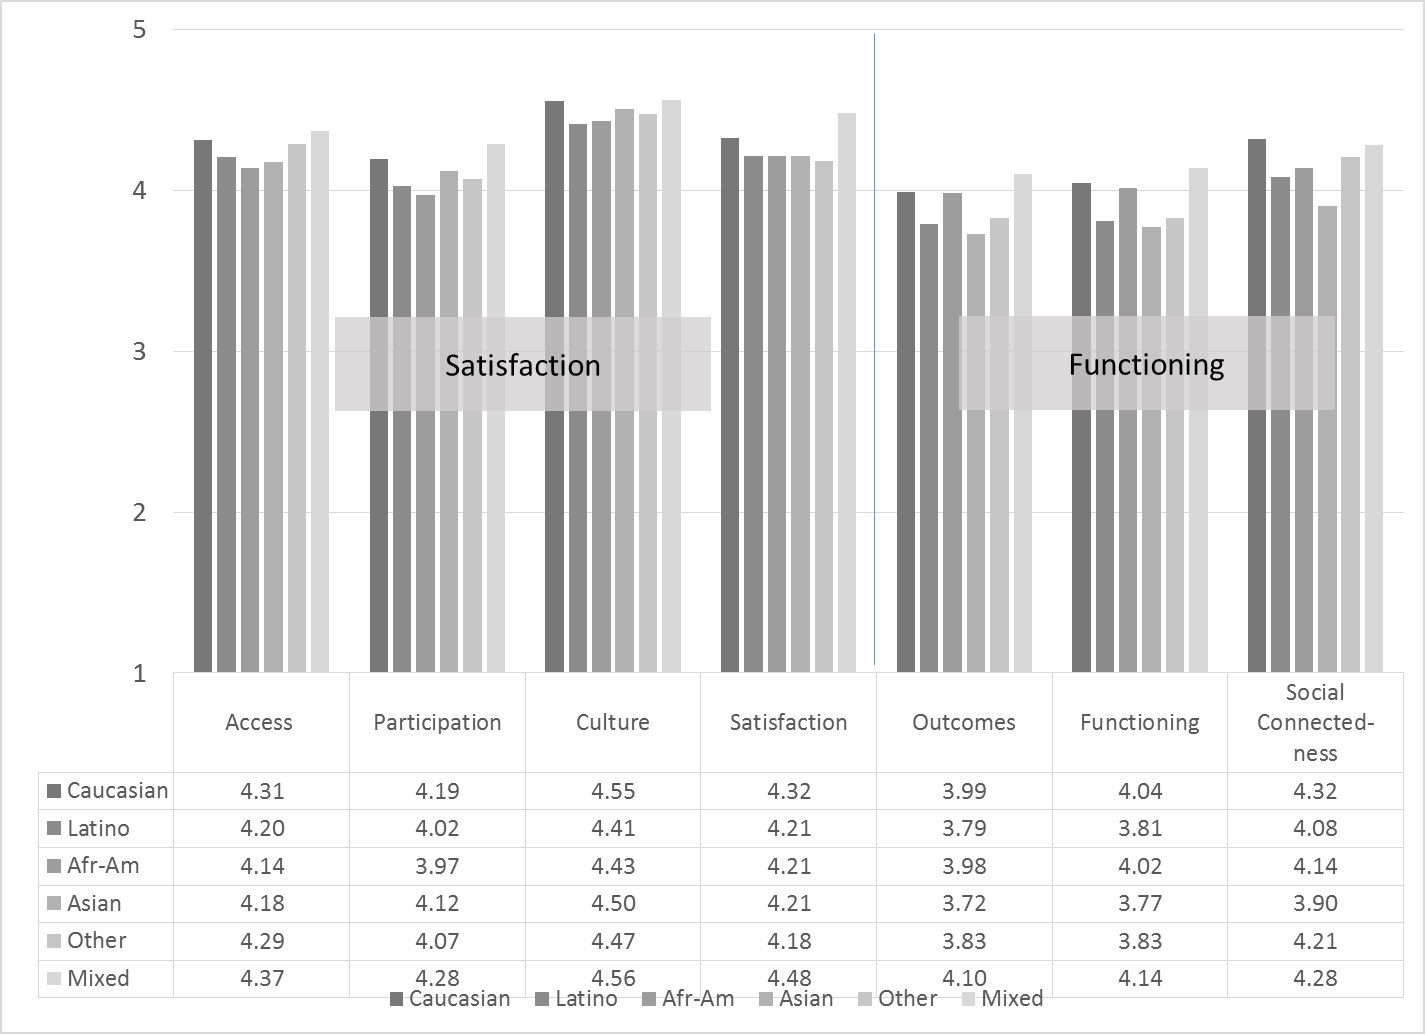 5
4
3
2
1
Satisfaction
Functioning
Access Participation Culture Satisfaction Outcomes Functioning Social
Connected-
ness
Caucasian 4.31 4.19 4.55 4.32 3.99 4.04 4.32
Latino 4.20 4.02 4.41 4.21 3.79 3.81 4.08
Afr-Am 4.14 3.97 4.43 4.21 3.98 4.02 4.14
Asian 4.18 4.12 4.50 4.21 3.72 3.77 3.90
Other 4.29 4.07 4.47 4.18 3.83 3.83 4.21
Mixed 4.37 4.28 4.56 4.48 4.10 4.14 4.28
Caucasian Latino Afr-Am Asian Other Mixed